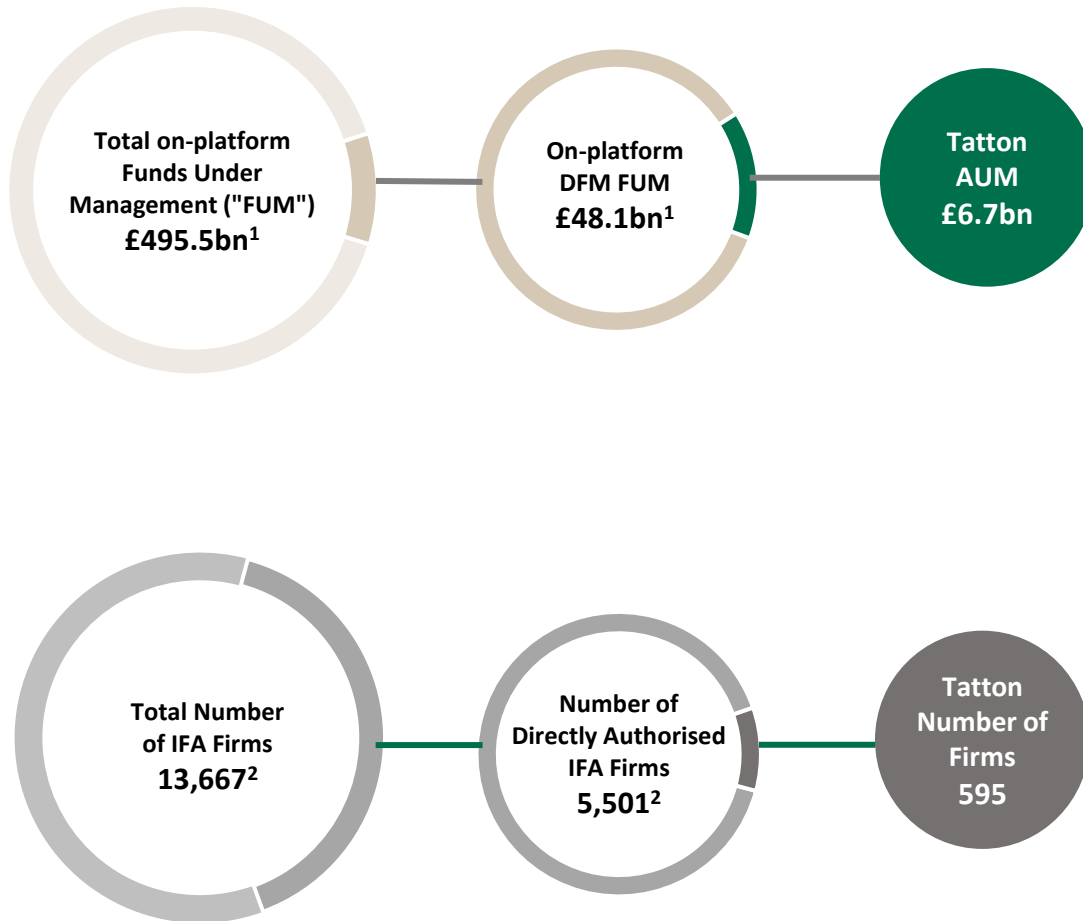 Total on-platform
Funds Under
Management ("FUM")
£495.5bn¹
On-platform
DFM FUM
£48.1bn¹
Tatton
AUM
£6.7bn
Total Number
of IFA Firms
13,667²
Number of
Directly Authorised
IFA Firms
5,501²
Tatton
Number of
Firms
595